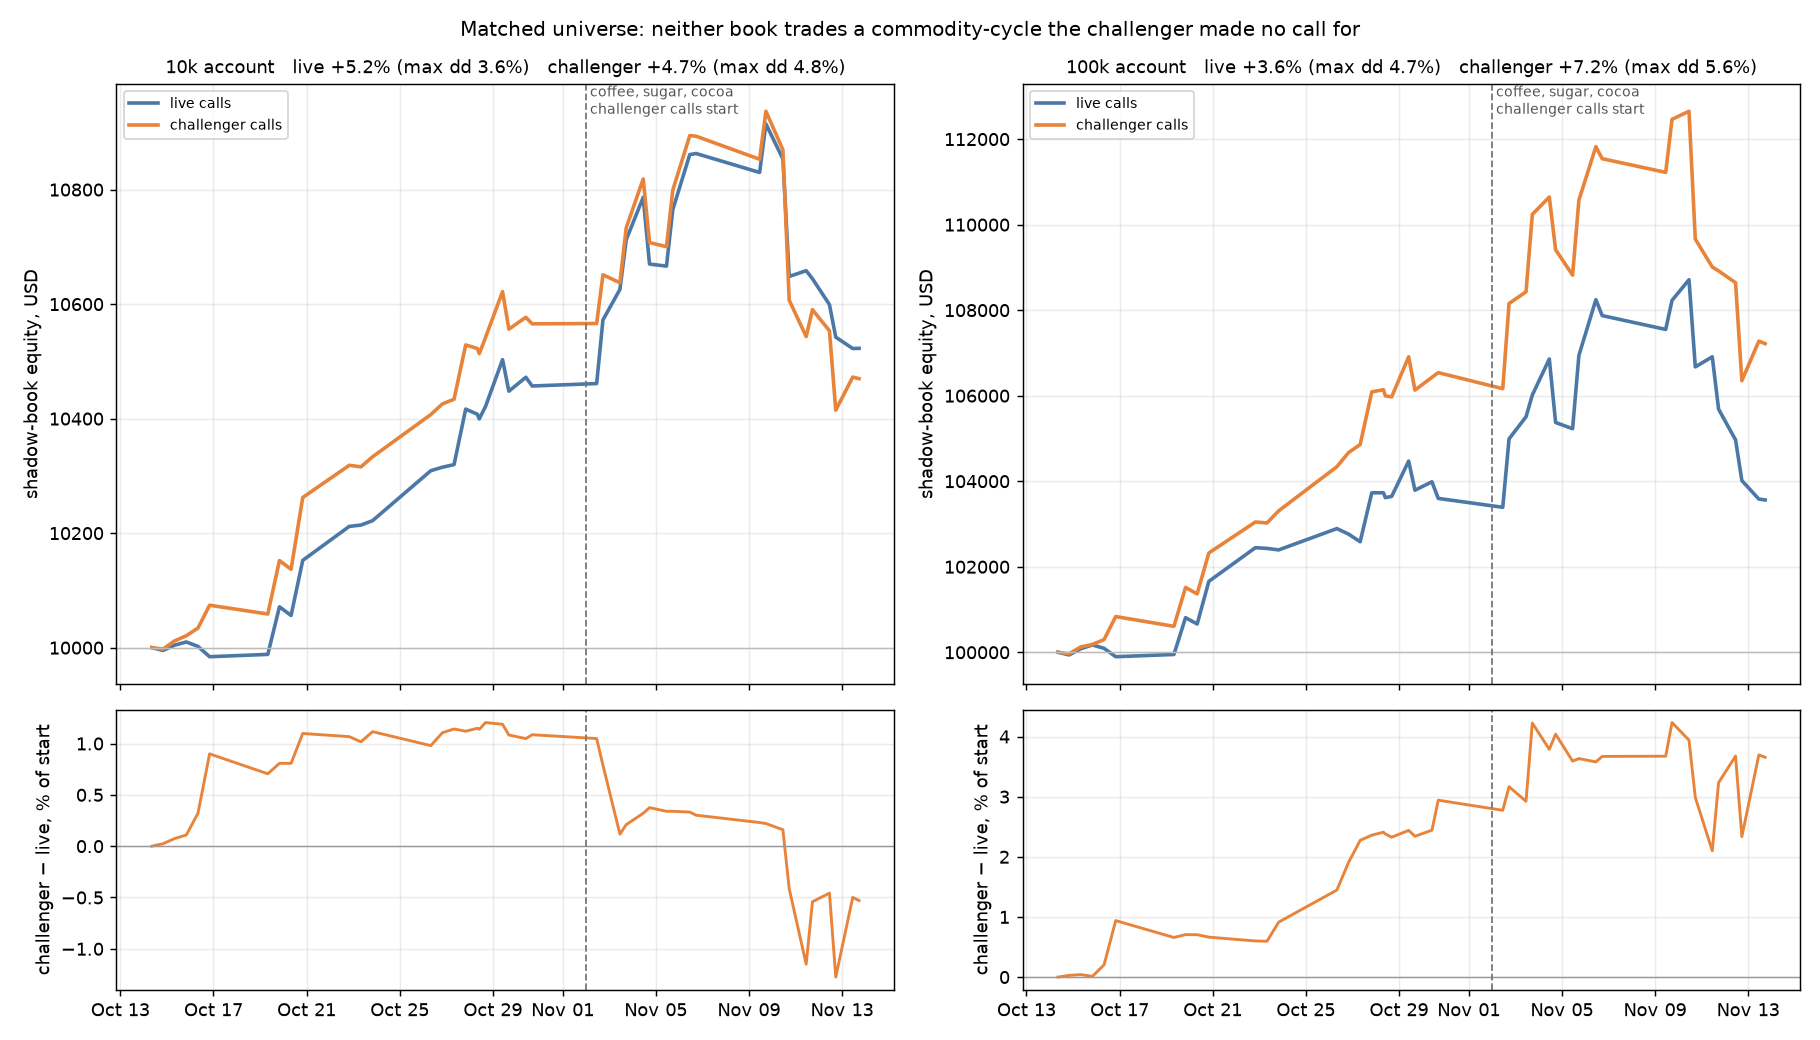 Matched universe: neither book trades a commodity-cycle the challenger made no call for
10k account   live +5.2% (max dd 3.6%)   challenger +4.7% (max dd 4.8%)
live calls
challenger calls
coffee, sugar, cocoa
challenger calls start
shadow-book equity, USD
10800
10600
10400
10200
10000
100k account   live +3.6% (max dd 4.7%)   challenger +7.2% (max dd 5.6%)
live calls
challenger calls
coffee, sugar, cocoa
challenger calls start
shadow-book equity, USD
112000
110000
108000
106000
104000
102000
100000
challenger − live, % of start
1.0
0.5
0.0
−0.5
−1.0
Oct 13 Oct 17 Oct 21 Oct 25 Oct 29 Nov 01 Nov 05 Nov 09 Nov 13
challenger − live, % of start
4
3
2
1
0
Oct 13 Oct 17 Oct 21 Oct 25 Oct 29 Nov 01 Nov 05 Nov 09 Nov 13